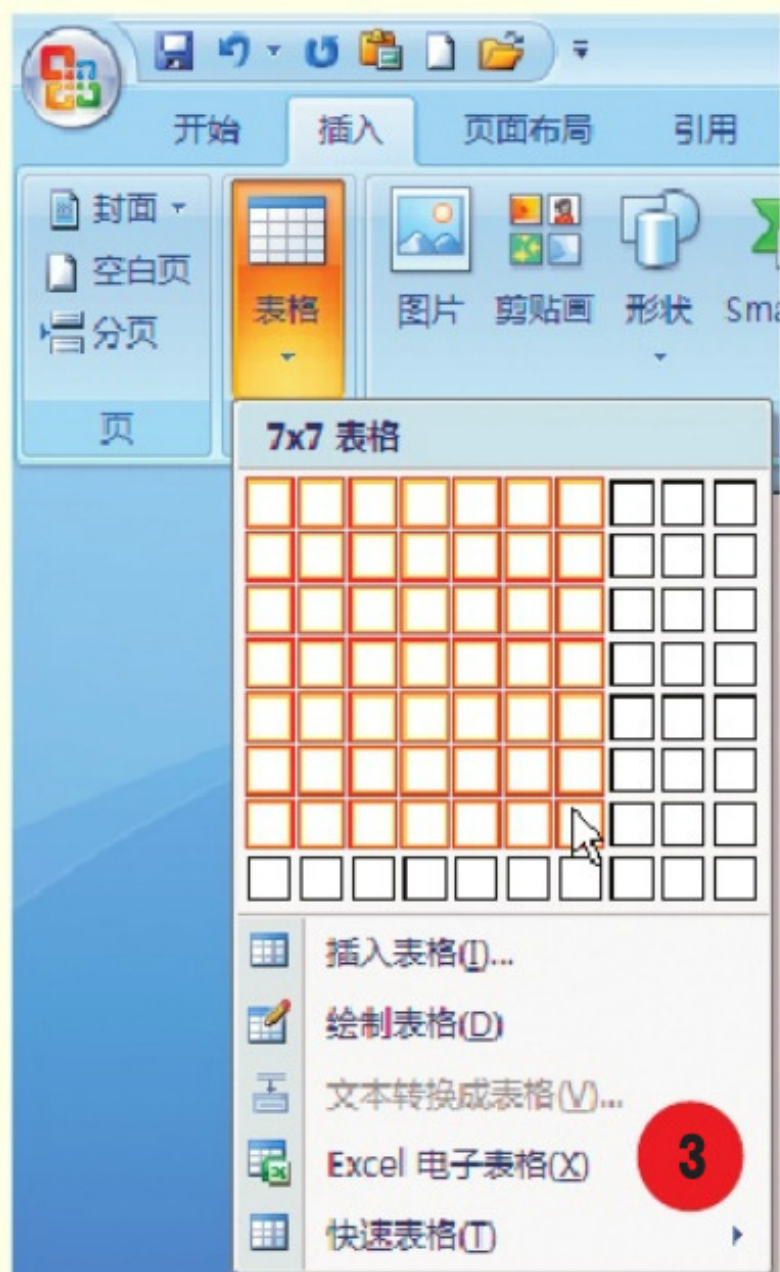 开始 插入 页面布局 引用
封面
空白页
分页
表格 图片 剪贴画 形状
页
7x7 表格
插入表格(I)...
绘制表格(D)
文本转换成表格(V)...
Excel 电子表格(X)
3
快速表格(T)